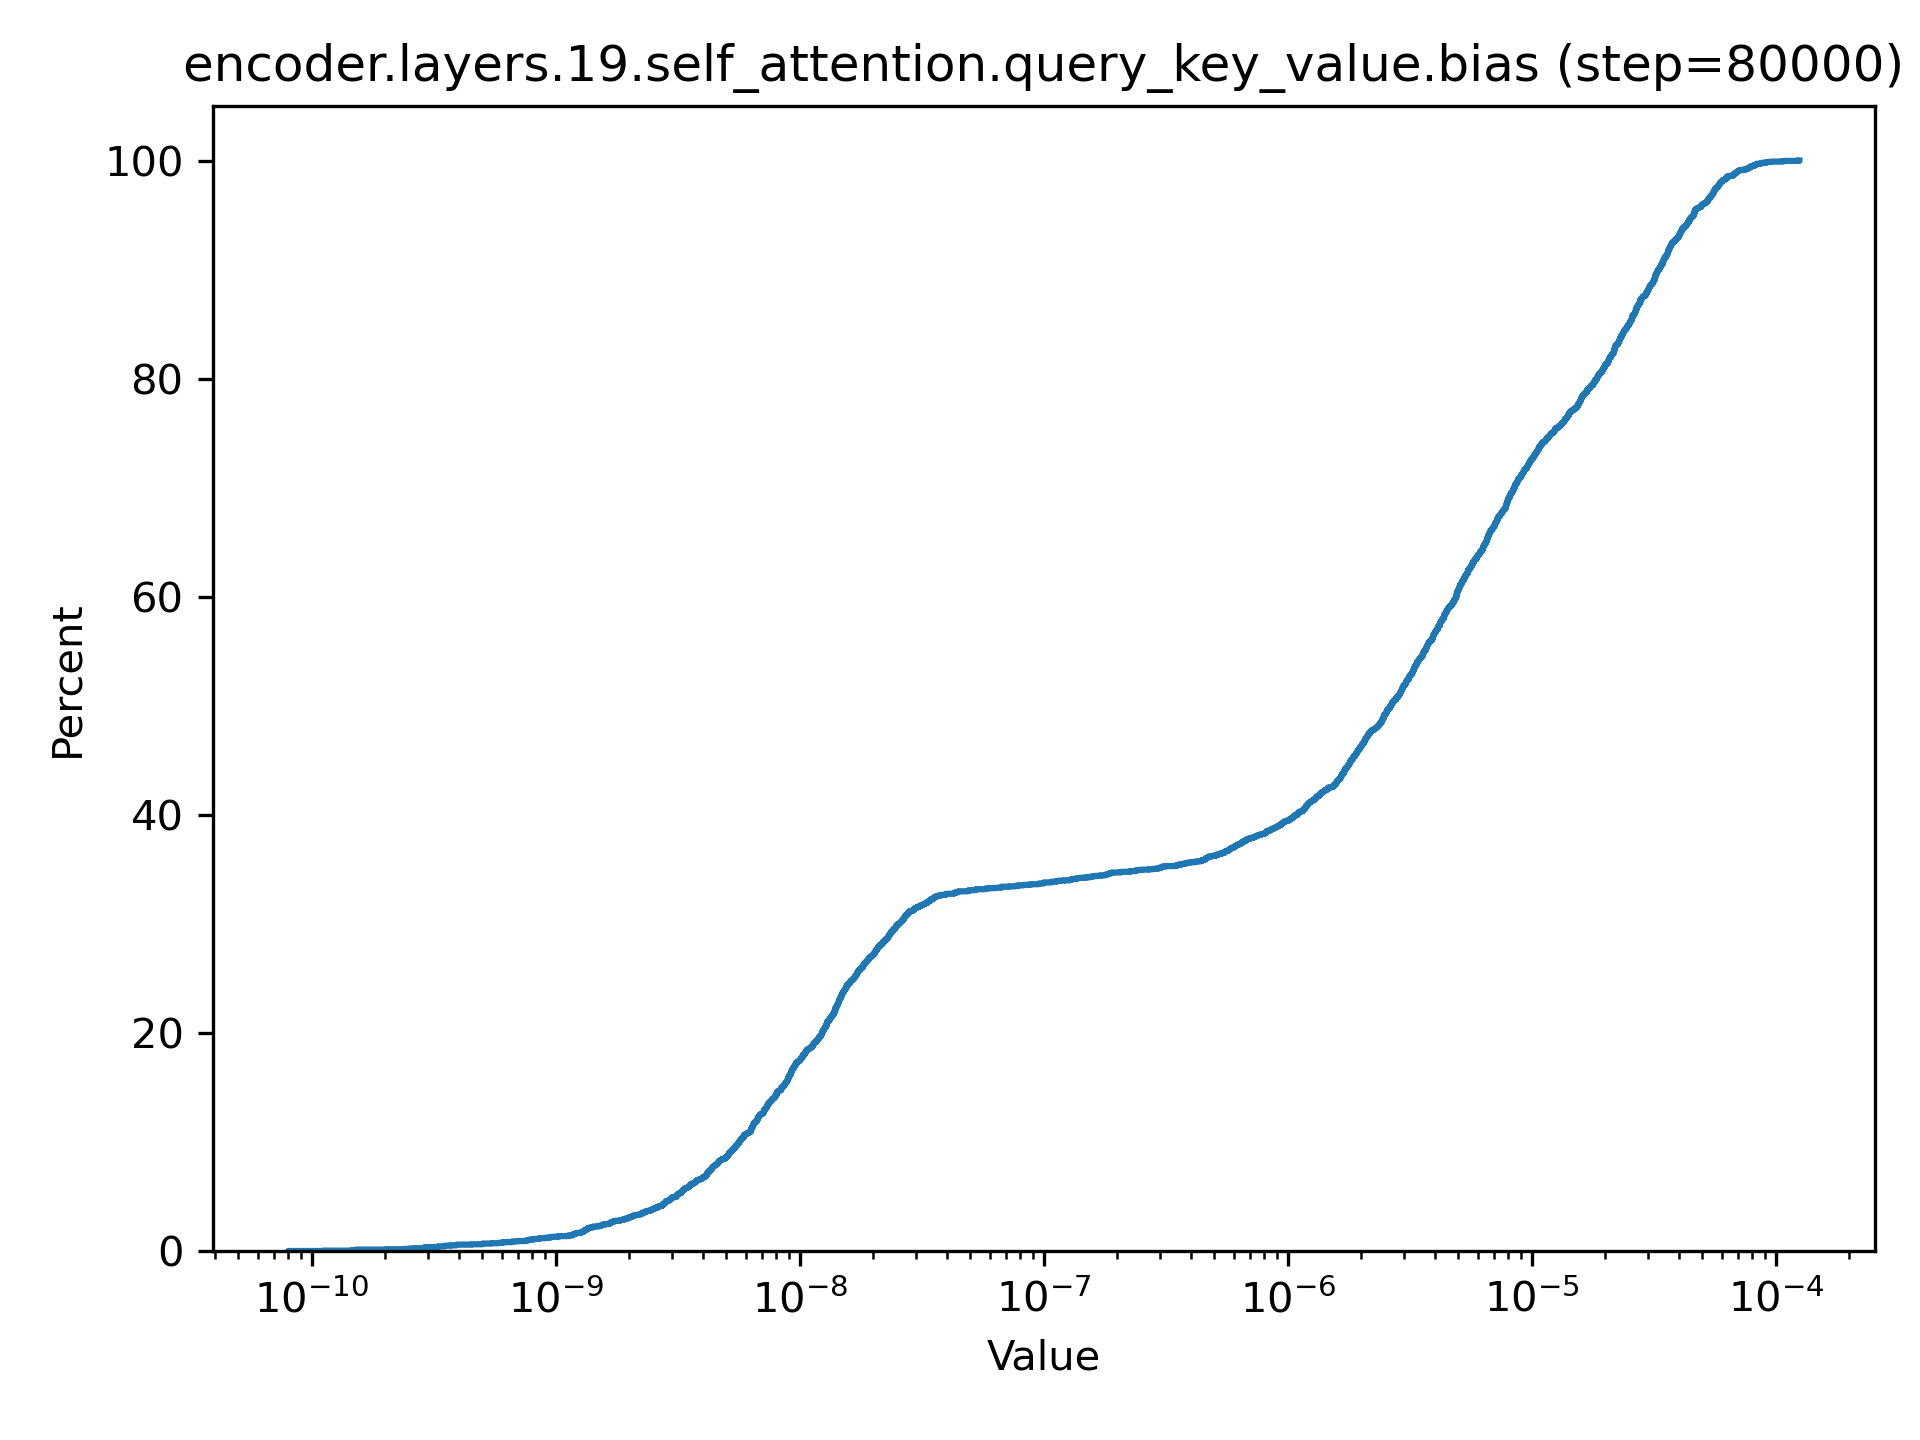 encoder.layers.19.self_attention.query_key_value.bias (step=80000)
100
80
60
40
20
0
Percent
10⁻¹⁰ 10⁻⁹ 10⁻⁸ 10⁻⁷ 10⁻⁶ 10⁻⁵ 10⁻⁴
Value